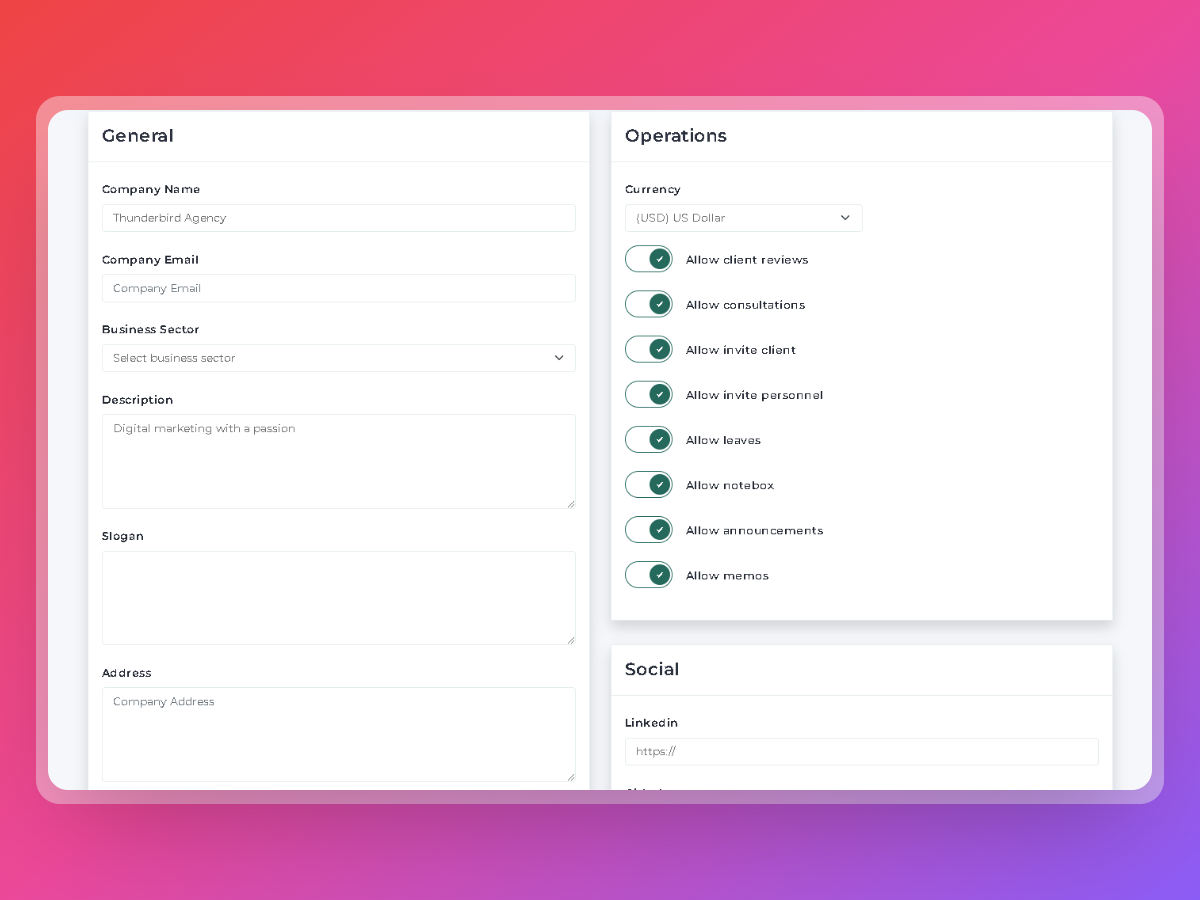 General
Company Name
Thunderbird Agency
Company Email
Company Email
Business Sector
Select business sector
Description
Digital marketing with a passion
Slogan
Address
Company Address
Operations
Currency
(USD) US Dollar
Allow client reviews
Allow consultations
Allow invite client
Allow invite personnel
Allow leaves
Allow notebox
Allow announcements
Allow memos
Social
Linkedin
https://